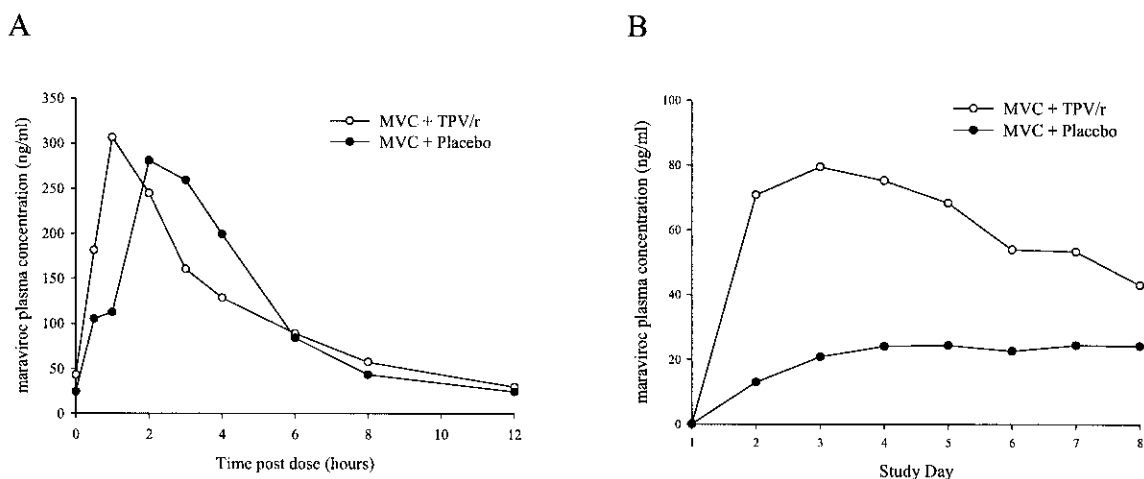 A
maraviroc plasma concentration (ng/ml)
350
300
250
200
150
100
50
0
MVC + TPV/r
MVC + Placebo
0 2 4 6 8 10 12
Time post dose (hours)
B
maraviroc plasma concentration (ng/ml)
100
80
60
40
20
0
MVC + TPV/r
MVC + Placebo
1 2 3 4 5 6 7 8
Study Day